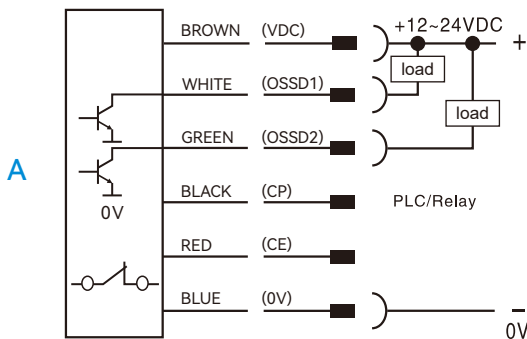 +12~24VDC
BROWN (VDC) +
load
WHITE (OSSD1)
load
GREEN (OSSD2)
A
BLACK (CP) PLC/Relay
0V
RED (CE)
BLUE (0V) −
0V